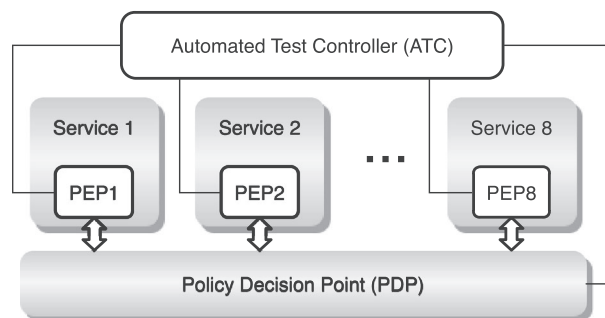 Automated Test Controller (ATC)
Service 1
Service 2
Service 8
...
PEP1
PEP2
PEP8
Policy Decision Point (PDP)